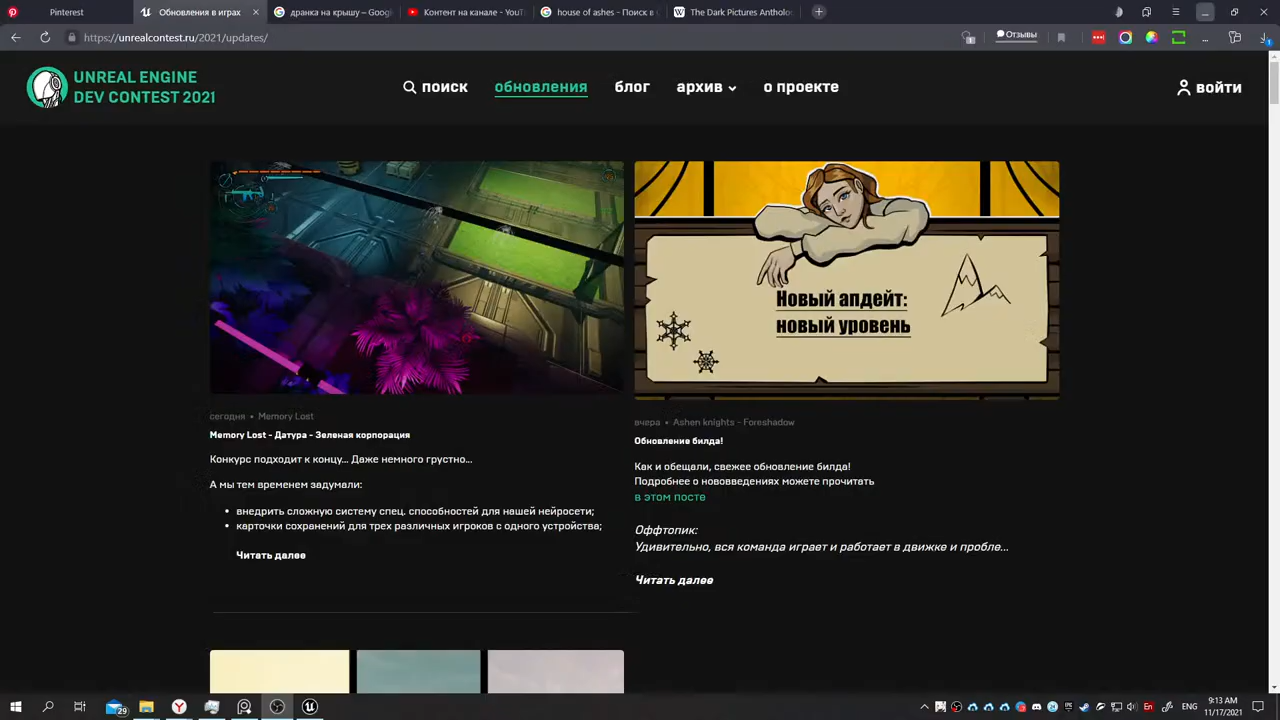 Pinterest
Обновления в играх
дранка на крышу — Googl
Контент на канале - YouTu
house of ashes - Поиск в G
The Dark Pictures Antholo
https://unrealcontest.ru/2021/updates/
Отзывы
UNREAL ENGINE
DEV CONTEST 2021
поиск
обновления
блог
архив
о проекте
войти
Новый апдейт:
новый уровень
сегодня • Memory Lost
Memory Lost - Датура - Зеленая корпорация
Конкурс подходит к концу... Даже немного грустно...
А мы тем временем задумали:
• внедрить сложную систему спец. способностей для нашей нейросети;
• карточки сохранений для трех различных игроков с одного устройства;
Читать далее
вчера • Ashen knights - Foreshadow
Обновление билда!
Как и обещали, свежее обновление билда!
Подробнее о нововведениях можете прочитать
в этом посте
Оффтопик:
Удивительно, вся команда играет и работает в движке и пробле...
Читать далее
29
En
ENG
9:13 AM
11/17/2021